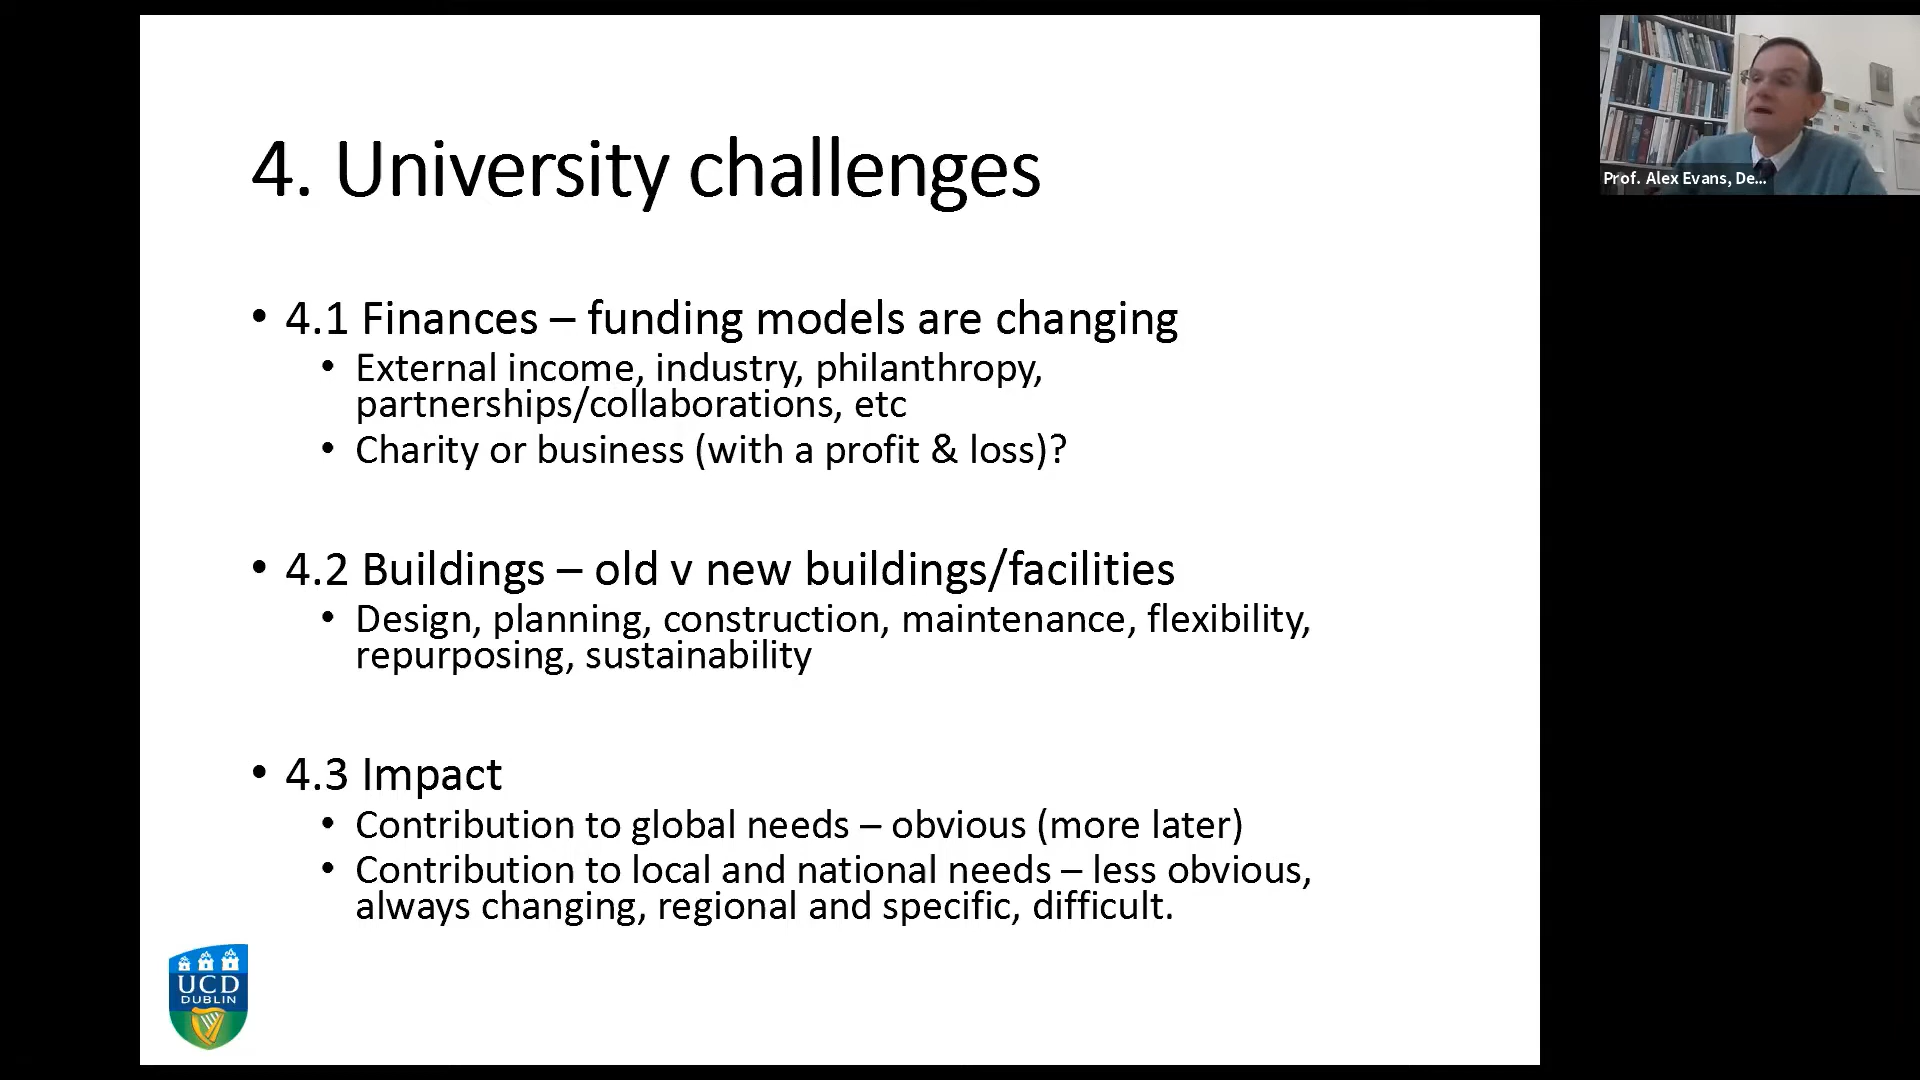 4. University challenges
• 4.1 Finances – funding models are changing
• External income, industry, philanthropy,
partnerships/collaborations, etc
• Charity or business (with a profit & loss)?
• 4.2 Buildings – old v new buildings/facilities
• Design, planning, construction, maintenance, flexibility,
repurposing, sustainability
• 4.3 Impact
• Contribution to global needs – obvious (more later)
• Contribution to local and national needs – less obvious,
always changing, regional and specific, difficult.
UCD
DUBLIN
Prof. Alex Evans, De...